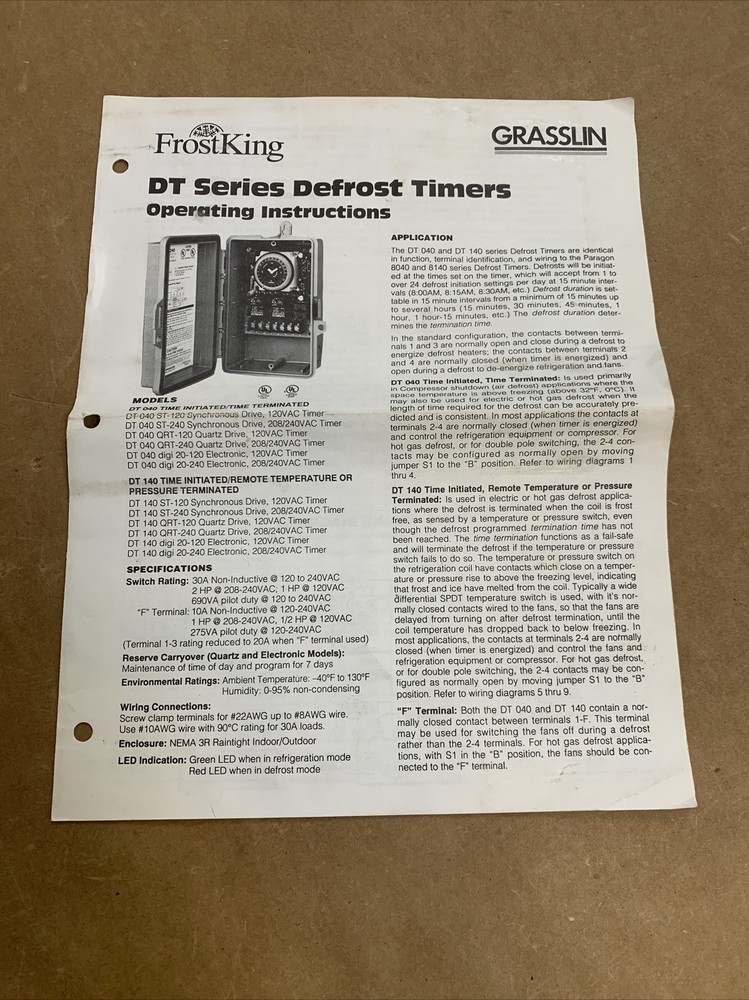 FrostKing
GRASSLIN
DT Series Defrost Timers
Operating Instructions
MODELS
DT 040 TIME INITIATED/TIME TERMINATED
DT 040 ST-120 Synchronous Drive, 120VAC Timer
DT 040 ST-240 Synchronous Drive, 208/240VAC Timer
DT 040 QRT-120 Quartz Drive, 120VAC Timer
DT 040 QRT-240 Quartz Drive, 208/240VAC Timer
DT 040 digi 20-120 Electronic, 120VAC Timer
DT 040 digi 20-240 Electronic, 208/240VAC Timer
DT 140 TIME INITIATED/REMOTE TEMPERATURE OR
PRESSURE TERMINATED
DT 140 ST-120 Synchronous Drive, 120VAC Timer
DT 140 ST-240 Synchronous Drive, 208/240VAC Timer
DT 140 QRT-120 Quartz Drive, 120VAC Timer
DT 140 QRT-240 Quartz Drive, 208/240VAC Timer
DT 140 digi 20-120 Electronic, 120VAC Timer
DT 140 digi 20-240 Electronic, 208/240VAC Timer
SPECIFICATIONS
Switch Rating: 30A Non-Inductive @ 120 to 240VAC
2 HP @ 208-240VAC; 1 HP @ 120VAC
690VA pilot duty @ 120 to 240VAC
"F" Terminal: 10A Non-Inductive @ 120-240VAC
1 HP @ 208-240VAC, 1/2 HP @ 120VAC
275VA pilot duty @ 120-240VAC
(Terminal 1-3 rating reduced to 20A when "F" terminal used)
Reserve Carryover (Quartz and Electronic Models):
Maintenance of time of day and program for 7 days
Environmental Ratings: Ambient Temperature: –40°F to 130°F
Humidity: 0-95% non-condensing
Wiring Connections:
Screw clamp terminals for #22AWG up to #8AWG wire.
Use #10AWG wire with 90°C rating for 30A loads.
Enclosure: NEMA 3R Raintight Indoor/Outdoor
LED Indication: Green LED when in refrigeration mode
Red LED when in defrost mode
APPLICATION
The DT 040 and DT 140 series Defrost Timers are identical
in function, terminal identification, and wiring to the Paragon
8040 and 8140 series Defrost Timers. Defrosts will be initiat-
ed at the times set on the timer, which will accept from 1 to
over 24 defrost initiation settings per day at 15 minute inter-
vals (8:00AM, 8:15AM, 8:30AM, etc.) Defrost duration is set-
table in 15 minute intervals from a minimum of 15 minutes up
to several hours (15 minutes, 30 minutes, 45 minutes, 1
hour, 1 hour-15 minutes, etc.) The defrost duration deter-
mines the termination time.
In the standard configuration, the contacts between termi-
nals 1 and 3 are normally open and close during a defrost to
energize defrost heaters; the contacts between terminals 2
and 4 are normally closed (when timer is energized) and
open during a defrost to de-energize refrigeration and fans.
DT 040 Time Initiated, Time Terminated: Is used primarily
in Compressor shutdown (air defrost) applications where the
space temperature is above freezing (above 32°F, 0°C). It
may also be used for electric or hot gas defrost when the
length of time required for the defrost can be accurately pre-
dicted and is consistent. In most applications the contacts at
terminals 2-4 are normally closed (when timer is energized)
and control the refrigeration equipment or compressor. For
hot gas defrost, or for double pole switching, the 2-4 con-
tacts may be configured as normally open by moving
jumper S1 to the "B" position. Refer to wiring diagrams 1
thru 4.
DT 140 Time Initiated, Remote Temperature or Pressure
Terminated: Is used in electric or hot gas defrost applica-
tions where the defrost is terminated when the coil is frost
free, as sensed by a temperature or pressure switch, even
though the defrost programmed termination time has not
been reached. The time termination functions as a fail-safe
and will terminate the defrost if the temperature or pressure
switch fails to do so. The temperature or pressure switch on
the refrigeration coil have contacts which close on a temper-
ature or pressure rise to above the freezing level, indicating
that frost and ice have melted from the coil. Typically a wide
differential SPDT temperature switch is used, with it's nor-
mally closed contacts wired to the fans, so that the fans are
delayed from turning on after defrost termination, until the
coil temperature has dropped back to below freezing. In
most applications, the contacts at terminals 2-4 are normally
closed (when timer is energized) and control the fans and
refrigeration equipment or compressor. For hot gas defrost,
or for double pole switching, the 2-4 contacts may be con-
figured as normally open by moving jumper S1 to the "B"
position. Refer to wiring diagrams 5 thru 9.
"F" Terminal: Both the DT 040 and DT 140 contain a nor-
mally closed contact between terminals 1-F. This terminal
may be used for switching the fans off during a defrost
rather than the 2-4 terminals. For hot gas defrost applica-
tions, with S1 in the "B" position, the fans should be con-
nected to the "F" terminal.